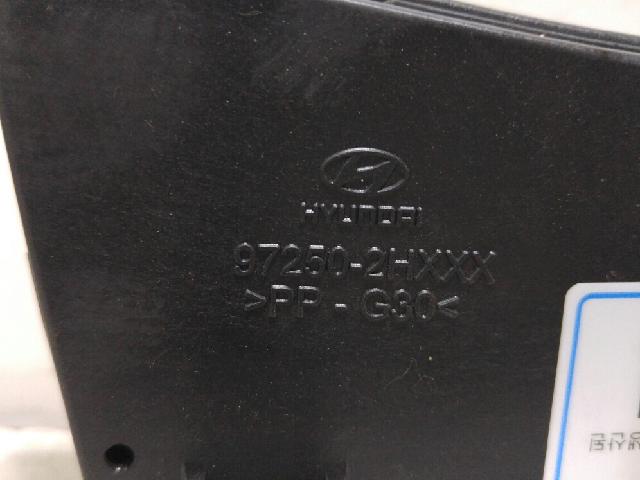 HYUNDAI
97250-2HXXX
>PP - G30<